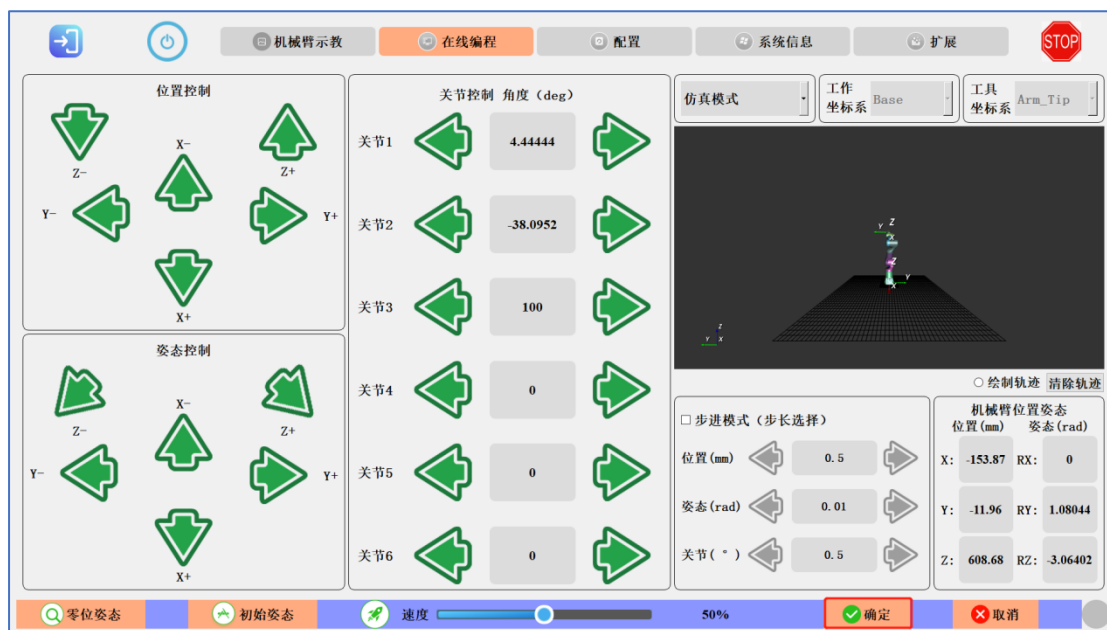 机械臂示教 在线编程 配置 系统信息 扩展 STOP
位置控制
Z- X- Z+
Y- Y+
X+
姿态控制
Z- X- Z+
Y- Y+
X+
关节控制 角度（deg）
关节1 4.44444
关节2 -38.0952
关节3 100
关节4 0
关节5 0
关节6 0
仿真模式
工作坐标系 Base
工具坐标系 Arm_Tip
Y Z
X
Z
Y
X
Z
Y X
绘制轨迹 清除轨迹
步进模式（步长选择）
位置(mm) 0.5
姿态(rad) 0.01
关节(°) 0.5
机械臂位置姿态
位置(mm) 姿态(rad)
X: -153.87 RX: 0
Y: -11.96 RY: 1.08044
Z: 608.68 RZ: -3.06402
零位姿态 初始姿态 速度 50% 确定 取消